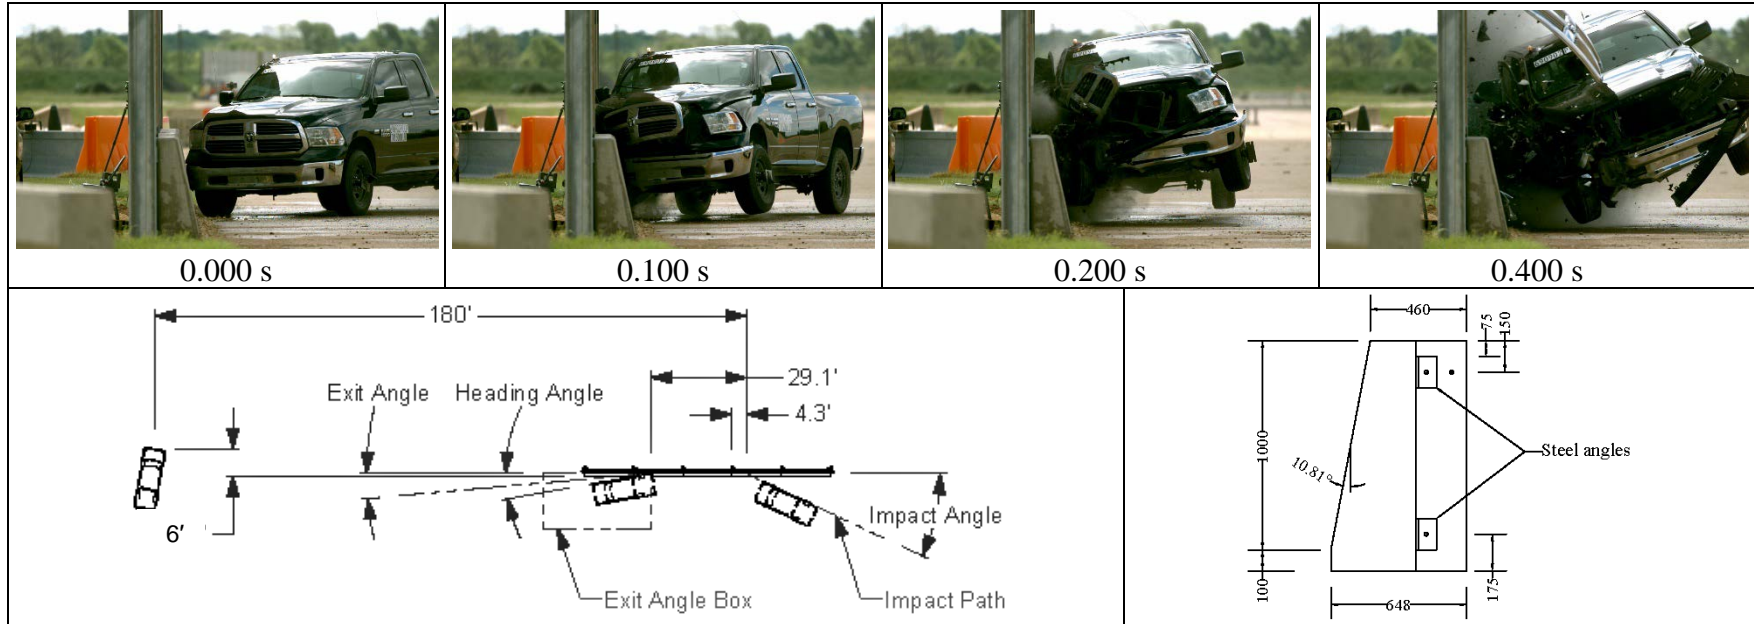 0.000 s
0.100 s
0.200 s
0.400 s
180'
29.1'
Exit Angle
Heading Angle
4.3'
Impact Angle
6'
Exit Angle Box
Impact Path
460
75
150
1000
10.81°
Steel angles
100
175
648